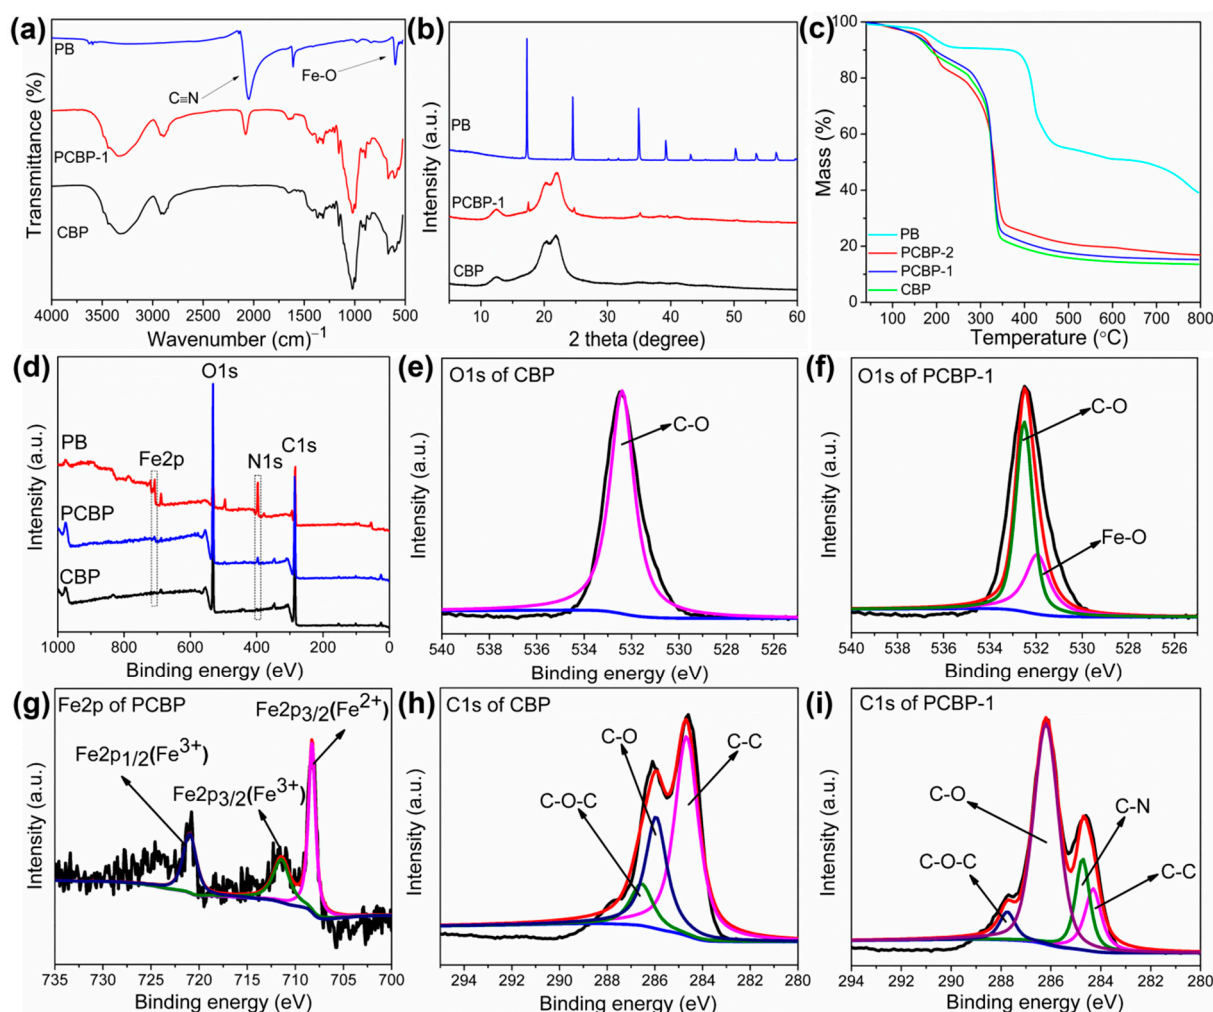 (a)
PB
C≡N
Fe-O
PCBP-1
CBP
Transmittance (%)
4000 3500 3000 2500 2000 1500 1000 500
Wavenumber (cm)⁻¹
(b)
PB
PCBP-1
CBP
Intensity (a.u.)
10 20 30 40 50 60
2 theta (degree)
(c)
100
80
60
40
20
0
Mass (%)
PB
PCBP-2
PCBP-1
CBP
100 200 300 400 500 600 700 800
Temperature (°C)
(d)
O1s
PB
Fe2p
N1s
C1s
PCBP
CBP
Intensity (a.u.)
1000 800 600 400 200 0
Binding energy (eV)
(e)
O1s of CBP
C-O
Intensity (a.u.)
540 538 536 534 532 530 528 526
Binding energy (eV)
(f)
O1s of PCBP-1
C-O
Fe-O
Intensity (a.u.)
540 538 536 534 532 530 528 526
Binding energy (eV)
(g)
Fe2p of PCBP
Fe2p3/2(Fe2+)
Fe2p1/2(Fe3+)
Fe2p3/2(Fe3+)
Intensity (a.u.)
735 725 720 715 710 705 700
Binding energy (eV)
(h)
C1s of CBP
C-O
C-C
C-O-C
Intensity (a.u.)
290 288 286 284 282 280
Binding energy (eV)
(i)
C1s of PCBP-1
C-O
C-N
C-O-C
C-C
Intensity (a.u.)
294 292 290 288 286 284 282 280
Binding energy (eV)